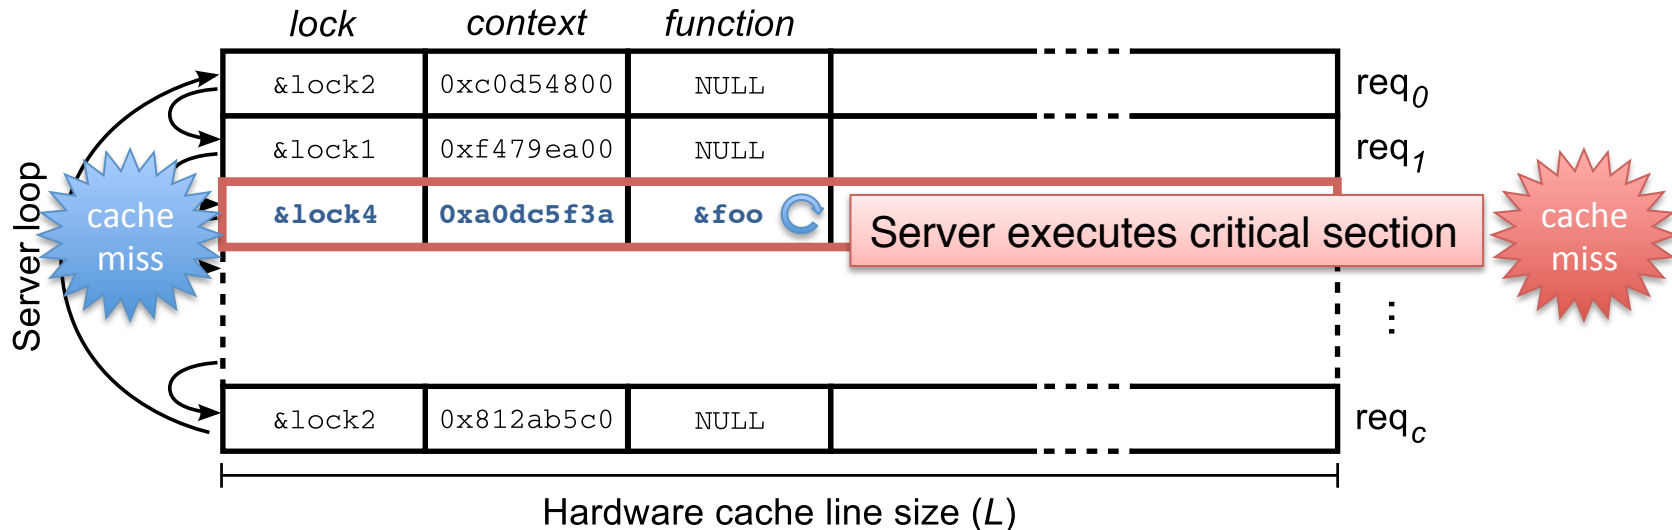 lock context function
&lock2 0xc0d54800 NULL req0
&lock1 0xf479ea00 NULL req1
Server loop
cache miss
&lock4 0xa0dc5f3a &foo
Server executes critical section
cache miss
...
&lock2 0x812ab5c0 NULL reqc
Hardware cache line size (L)